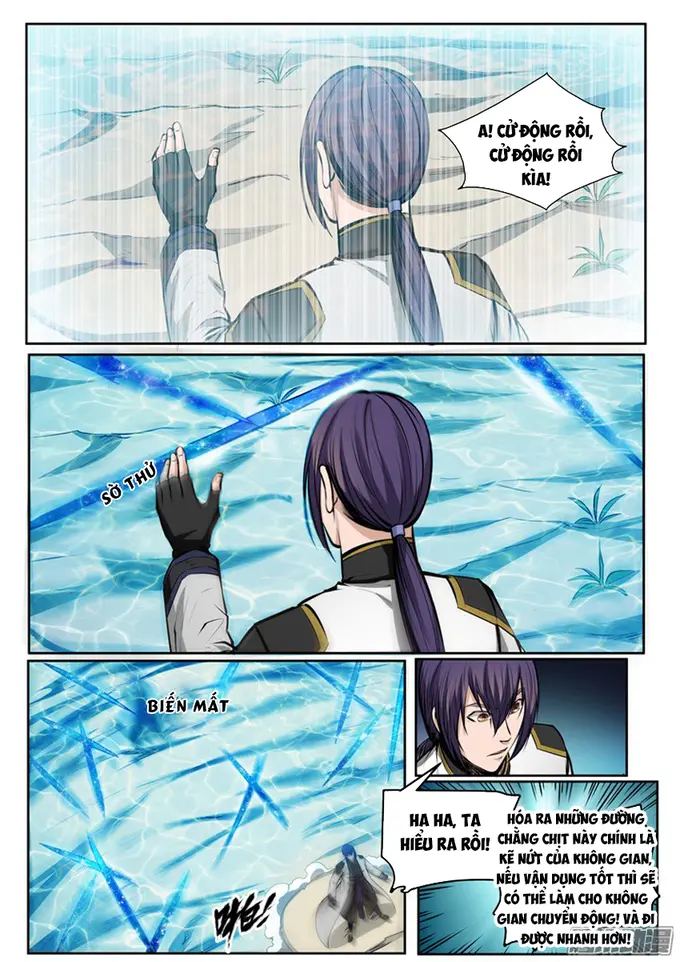 A! CỬ ĐỘNG RỒI,
CỬ ĐỘNG RỒI
KÌA!
SỜ THỬ
BIẾN MẤT
HA HA, TA
HIỂU RA RỒI!
HÓA RA NHỮNG ĐƯỜNG
CHẰNG CHỊT NÀY CHÍNH LÀ
KẼ NỨT CỦA KHÔNG GIAN,
NẾU VẬN DỤNG TỐT THÌ SẼ
CÓ THỂ LÀM CHO KHÔNG
GIAN CHUYỂN ĐỘNG! VÀ ĐI
ĐƯỢC NHANH HƠN!